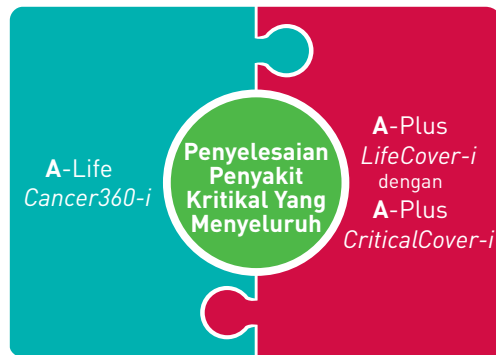 A-Life
Cancer360-i
Penyelesaian
Penyakit
Kritikal Yang
Menyeluruh
A-Plus
LifeCover-i
dengan
A-Plus
CriticalCover-i